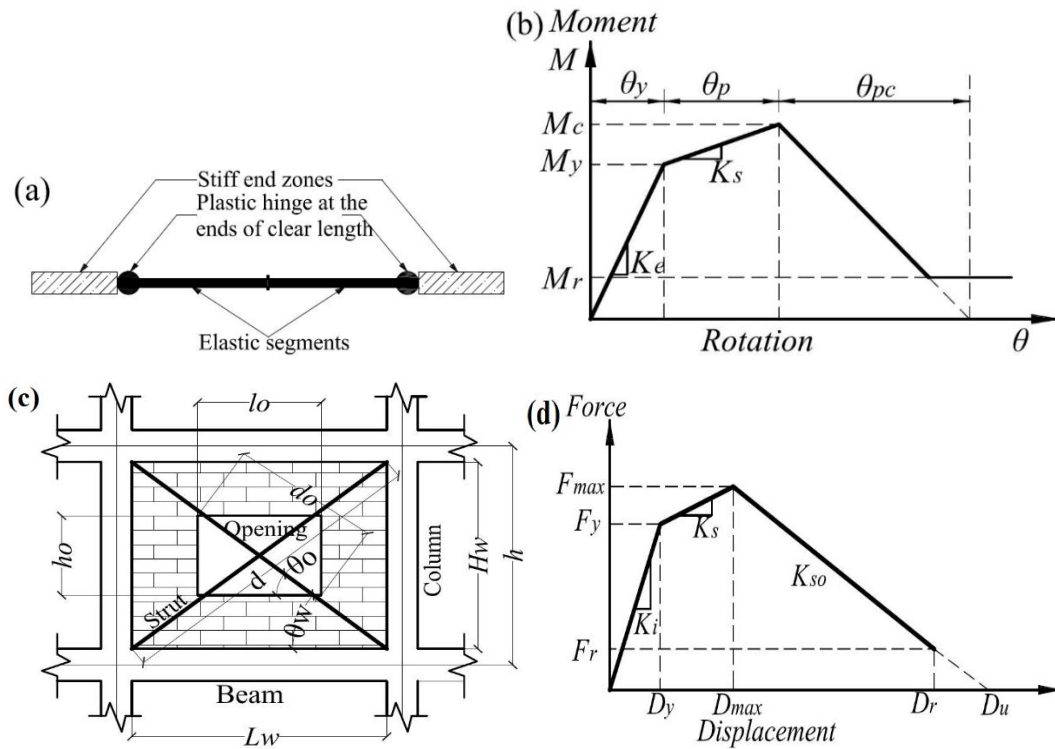 (a)
Stiff end zones
Plastic hinge at the
ends of clear length
Elastic segments
(b)
Moment
M
θy
θp
θpc
Mc
My
Ks
Mr
Ke
Rotation
θ
(c)
lo
do
Opening
ho
d
θo
Strut
θw
Column
Hw
h
Beam
Lw
(d)
Force
Fmax
Fy
Ks
Kso
Ki
Fr
Dy
Dmax
Dr
Du
Displacement